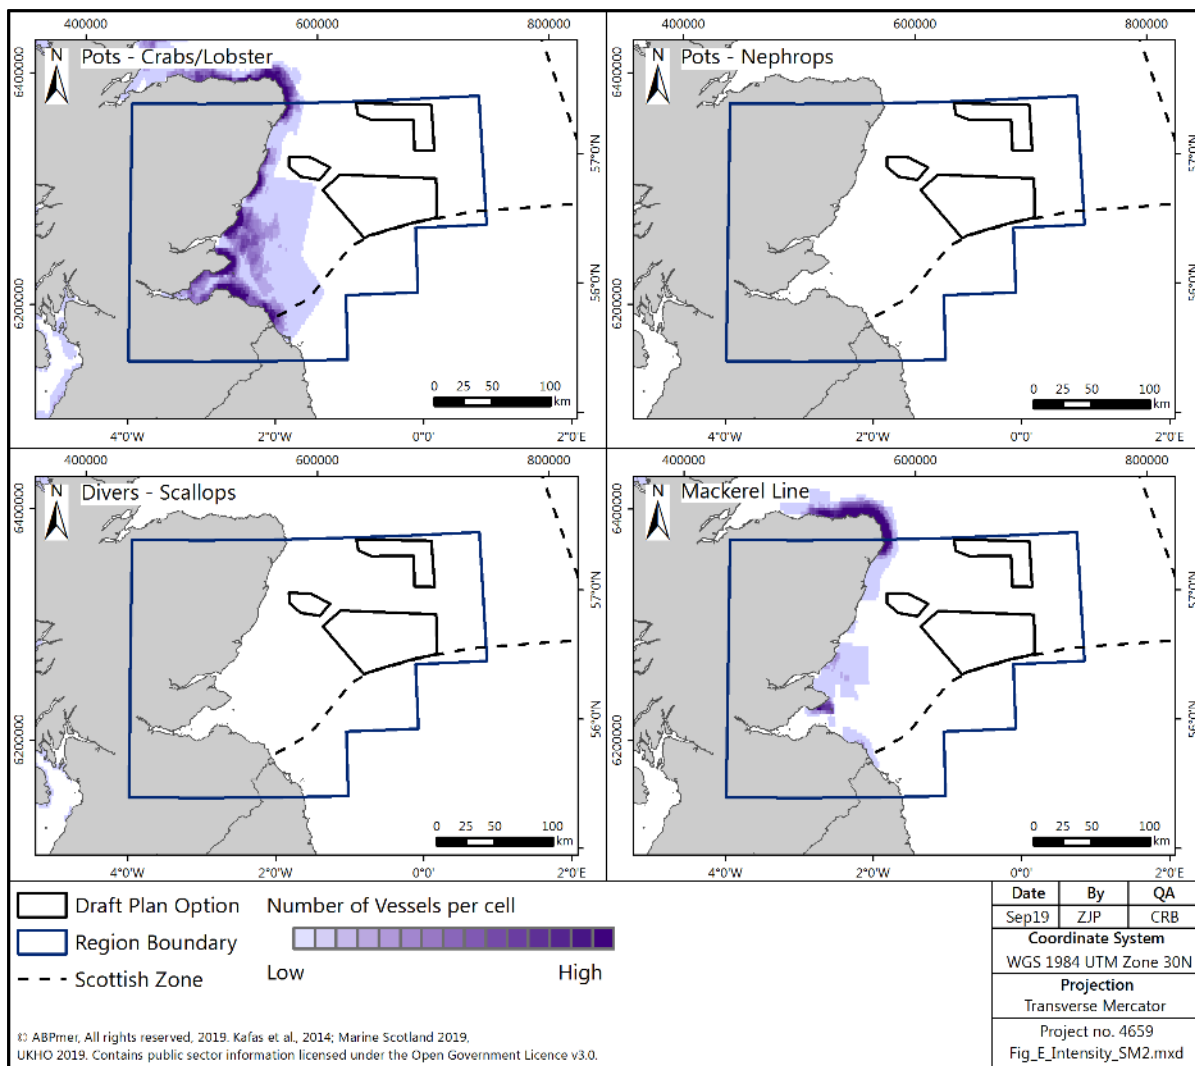 400000 600000 800000 400000 600000 800000
N Pots - Crabs/Lobster N Pots - Nephrops
6400000 6400000
57°0'N 57°0'N
56°0'N 56°0'N
6200000 6200000
0 25 50 100 0 25 50 100
km km
4°0'W 2°0'W 0°0' 2°0'E 4°0'W 2°0'W 0°0' 2°0'E
400000 600000 800000 400000 600000 800000
N Divers - Scallops N Mackerel Line
6400000 6400000
57°0'N 57°0'N
56°0'N 56°0'N
6200000 6200000
0 25 50 100 0 25 50 100
km km
4°0'W 2°0'W 0°0' 2°0'E 4°0'W 2°0'W 0°0' 2°0'E
Draft Plan Option
Region Boundary
Scottish Zone
Number of Vessels per cell
Low High
Date By QA
Sep19 ZJP CRB
Coordinate System
WGS 1984 UTM Zone 30N
Projection
Transverse Mercator
Project no. 4659
Fig_E_Intensity_SM2.mxd
© ABPmer, All rights reserved, 2019. Kafas et al., 2014; Marine Scotland 2019,
UKHO 2019. Contains public sector information licensed under the Open Government Licence v3.0.